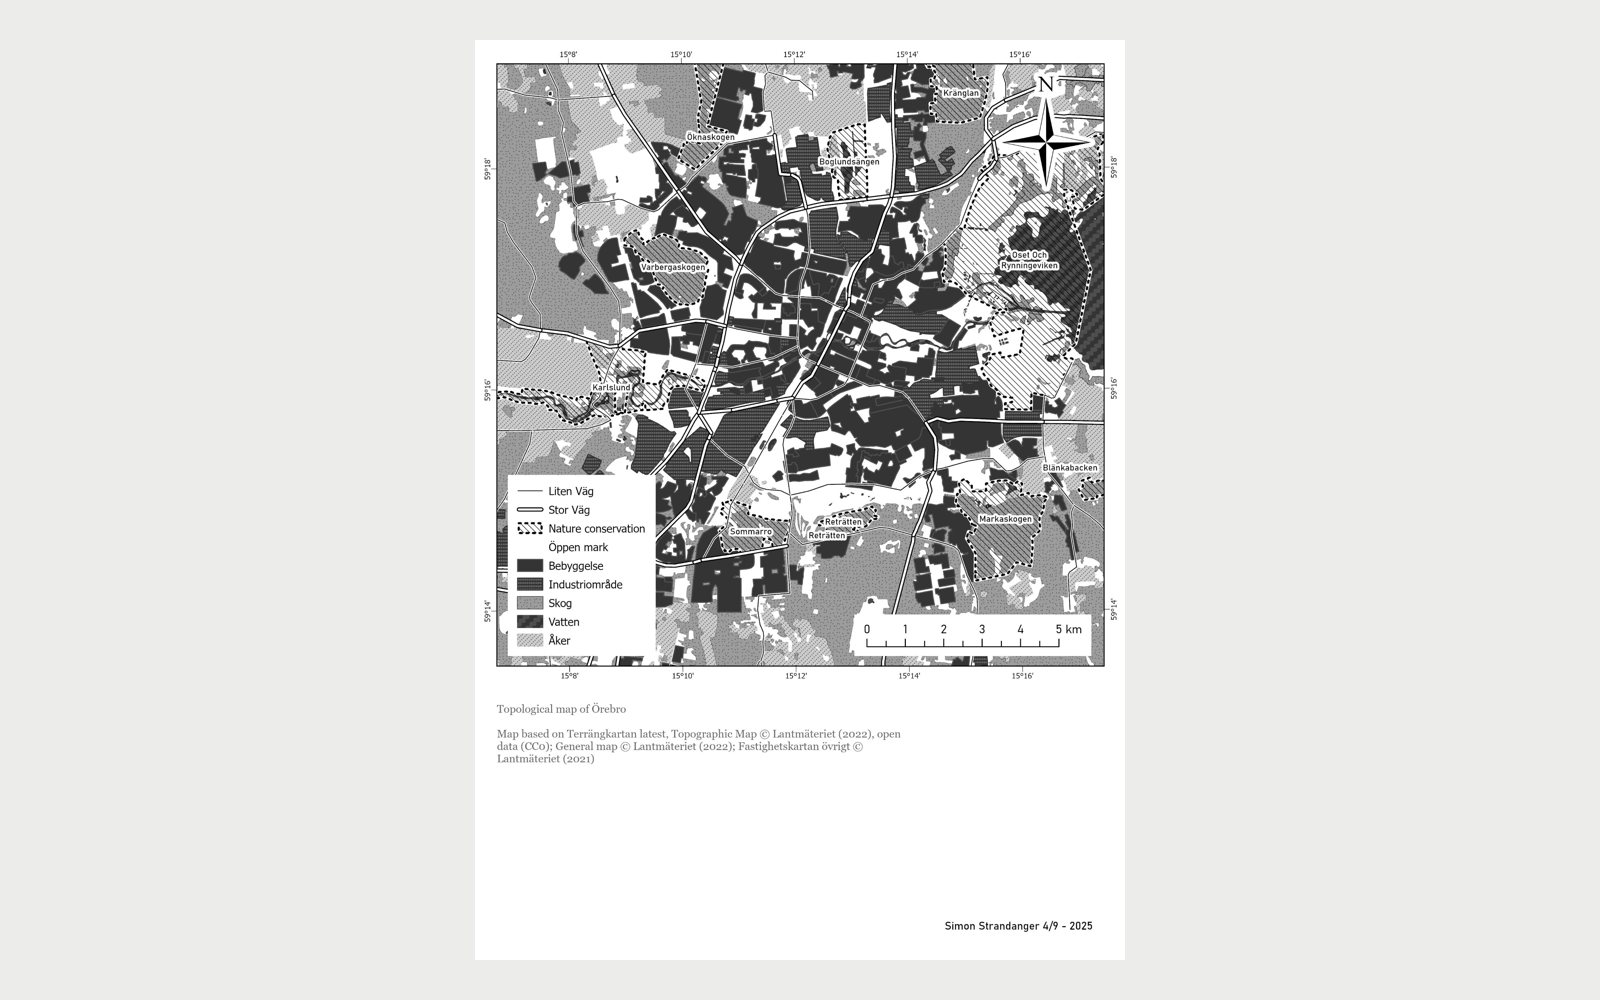 15°8' 15°10' 15°12' 15°14' 15°16'
N
Kränglan
Öknaskogen
Boglundsängen
59°18' 59°18'
Oset Och
Rynningeviken
Varbergaskogen
Karlslund
59°16' 59°16'
Blänkabacken
Markaskogen
Reträtten
Sommarro
Reträtten
Liten Väg
Stor Väg
Nature conservation
Öppen mark
Bebyggelse
Industriområde
Skog
Vatten
Åker
59°14' 59°14'
0 1 2 3 4 5 km
15°8' 15°10' 15°12' 15°14' 15°16'
Topological map of Örebro
Map based on Terrängkartan latest, Topographic Map © Lantmäteriet (2022), open
data (CC0); General map © Lantmäteriet (2022); Fastighetskartan övrigt ©
Lantmäteriet (2021)
Simon Strandanger 4/9 - 2025